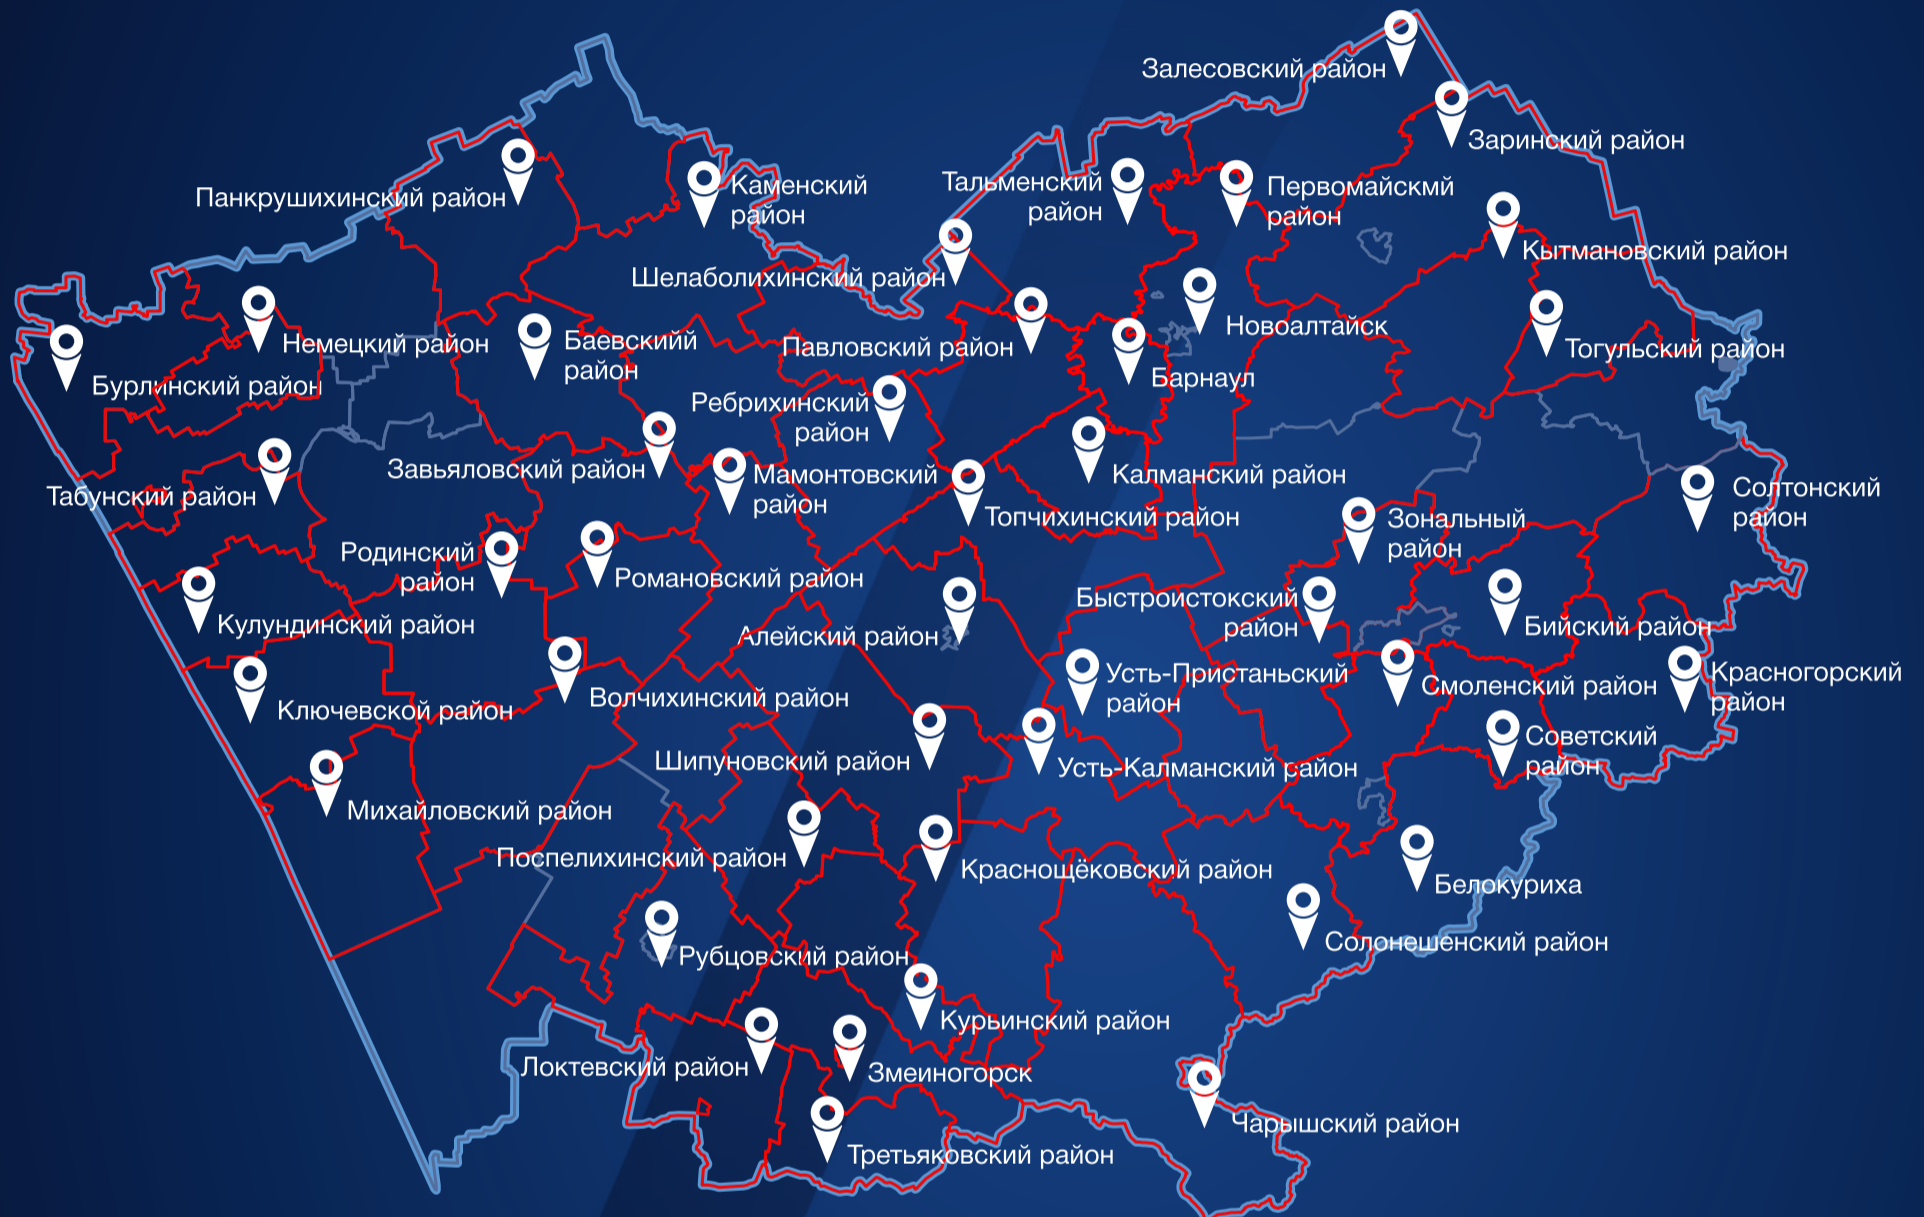 Залесовский район
Заринский район
Панкрушихинский район
Каменский
район
Тальменский
район
Первомайскмй
район
Кытмановский район
Шелаболихинский район
Немецкий район
Баевскиий
район
Павловский район
Новоалтайск
Тогульский район
Бурлинский район
Барнаул
Ребрихинский
район
Завьяловский район
Мамонтовский
район
Калманский район
Табунский район
Топчихинский район
Солтонский
район
Зональный
район
Родинский
район
Романовский район
Быстроистокский
район
Кулундинский район
Алейский район
Бийский район
Усть-Пристаньский
район
Смоленский район
Красногорский
район
Ключевской район
Волчихинский район
Советский
район
Шипуновский район
Усть-Калманский район
Михайловский район
Поспелихинский район
Краснощёковский район
Белокуриха
Солонешенский район
Рубцовский район
Курьинский район
Локтевский район
Змеиногорск
Чарышский район
Третьяковский район